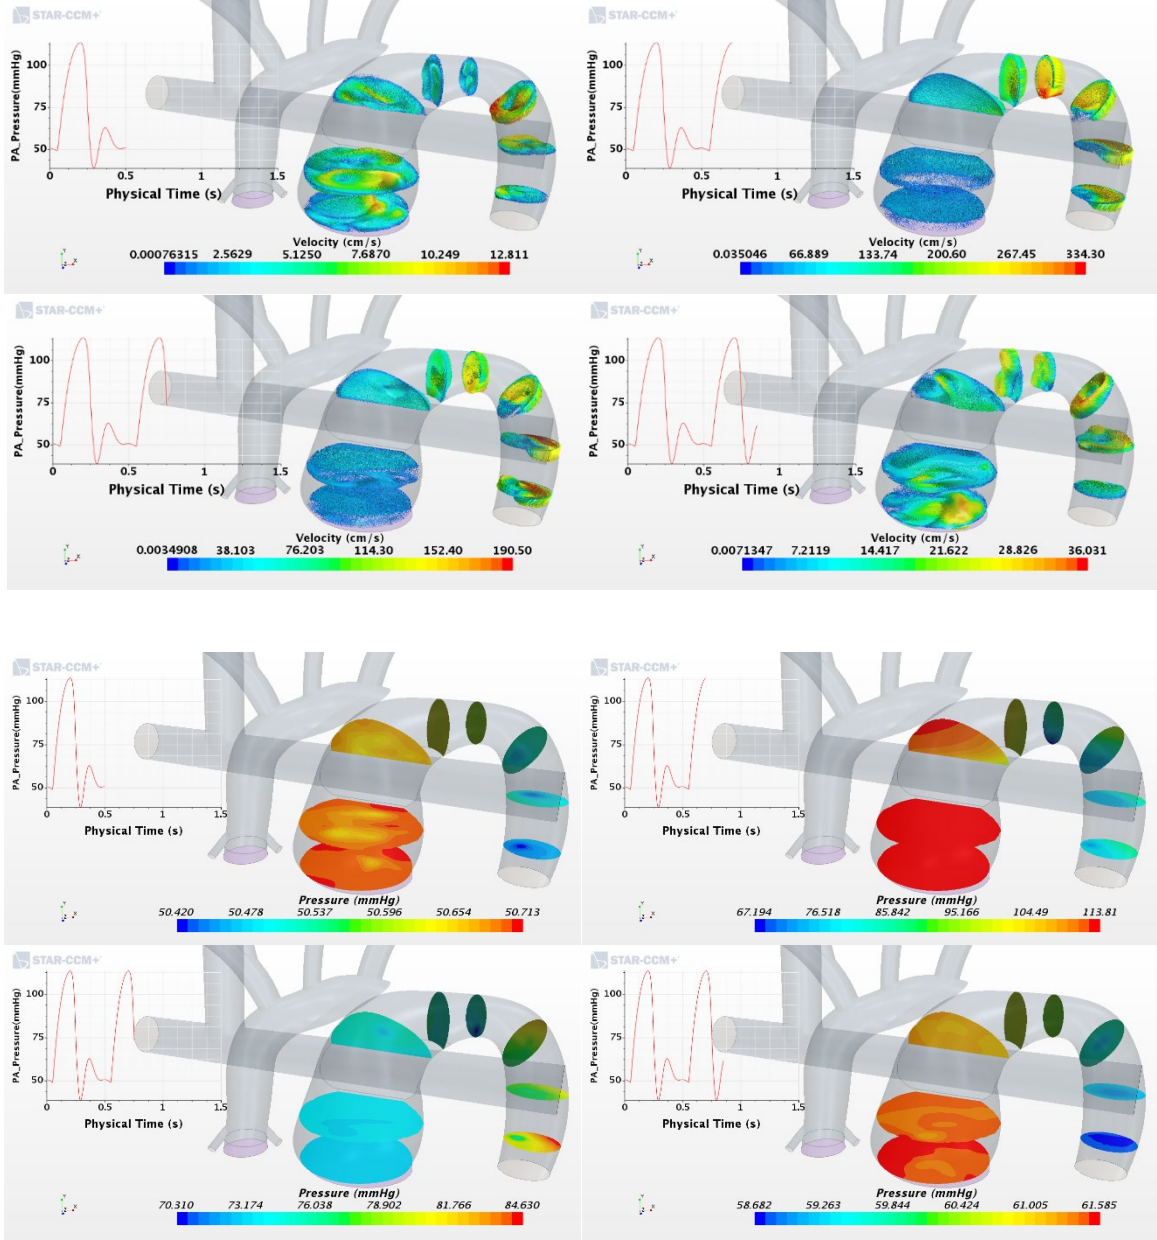 STAR-CCM+
PA_Pressure(mmHg)
100
75
50
0 0.5 1 1.5
Physical Time (s)
Velocity (cm/s)
0.00076315 2.5629 5.1250 7.6870 10.249 12.811
STAR-CCM+
PA_Pressure(mmHg)
100
75
50
0 0.5 1 1.5
Physical Time (s)
Velocity (cm/s)
0.035046 66.889 133.74 200.60 267.45 334.30
STAR-CCM+
PA_Pressure(mmHg)
100
75
50
0 0.5 1 1.5
Physical Time (s)
Velocity (cm/s)
0.0034908 38.103 76.203 114.30 152.40 190.50
STAR-CCM+
PA_Pressure(mmHg)
100
75
50
0 0.5 1 1.5
Physical Time (s)
Velocity (cm/s)
0.0071347 7.2119 14.417 21.622 28.826 36.031
STAR-CCM+
PA_Pressure(mmHg)
100
75
50
0 0.5 1 1.5
Physical Time (s)
Pressure (mmHg)
50.420 50.478 50.537 50.596 50.654 50.713
STAR-CCM+
PA_Pressure(mmHg)
100
75
50
0 0.5 1 1.5
Physical Time (s)
Pressure (mmHg)
67.194 76.518 85.842 95.166 104.49 113.81
STAR-CCM+
PA_Pressure(mmHg)
100
75
50
0 0.5 1 1.5
Physical Time (s)
Pressure (mmHg)
70.310 73.174 76.038 78.902 81.766 84.630
STAR-CCM+
PA_Pressure(mmHg)
100
75
50
0 0.5 1 1.5
Physical Time (s)
Pressure (mmHg)
58.682 59.263 59.844 60.424 61.005 61.585